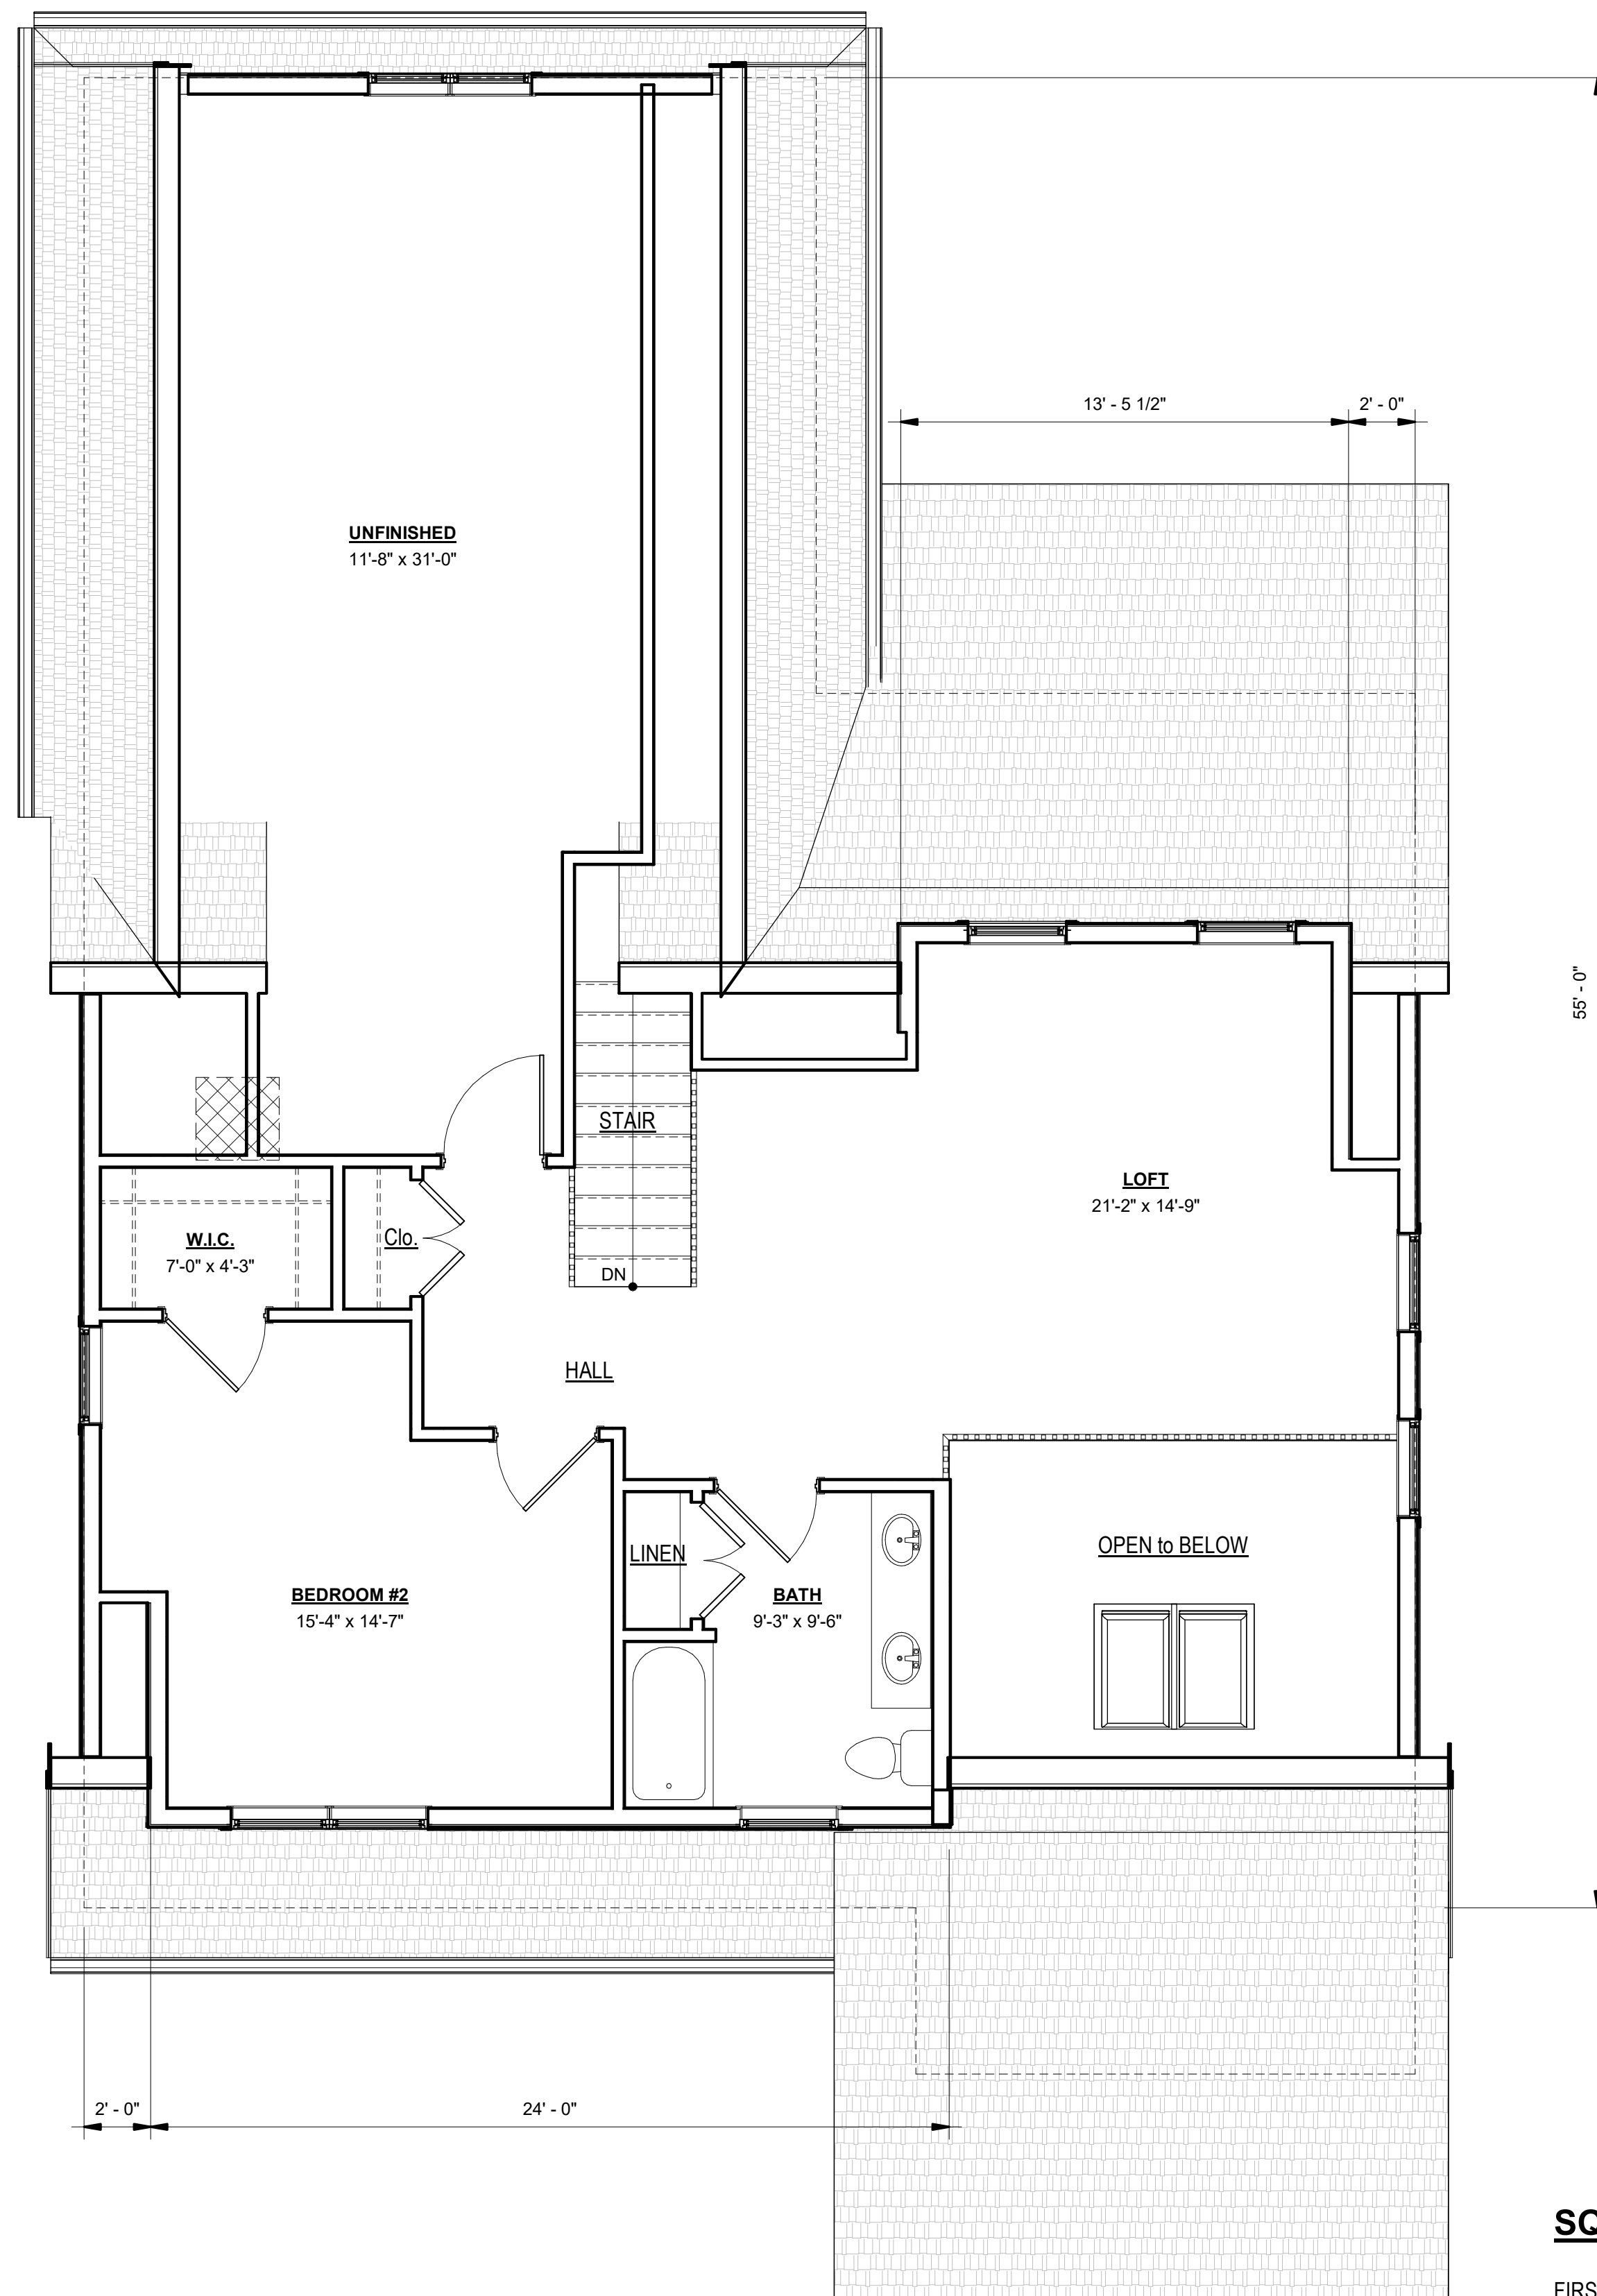 13' - 5 1/2"
2' - 0"
UNFINISHED
11'-8" x 31'-0"
55' - 0"
STAIR
LOFT
21'-2" x 14'-9"
W.I.C.
7'-0" x 4'-3"
Clo.
DN
HALL
OPEN to BELOW
LINEN
BEDROOM #2
15'-4" x 14'-7"
BATH
9'-3" x 9'-6"
2' - 0"
24' - 0"
SQ
FIRS